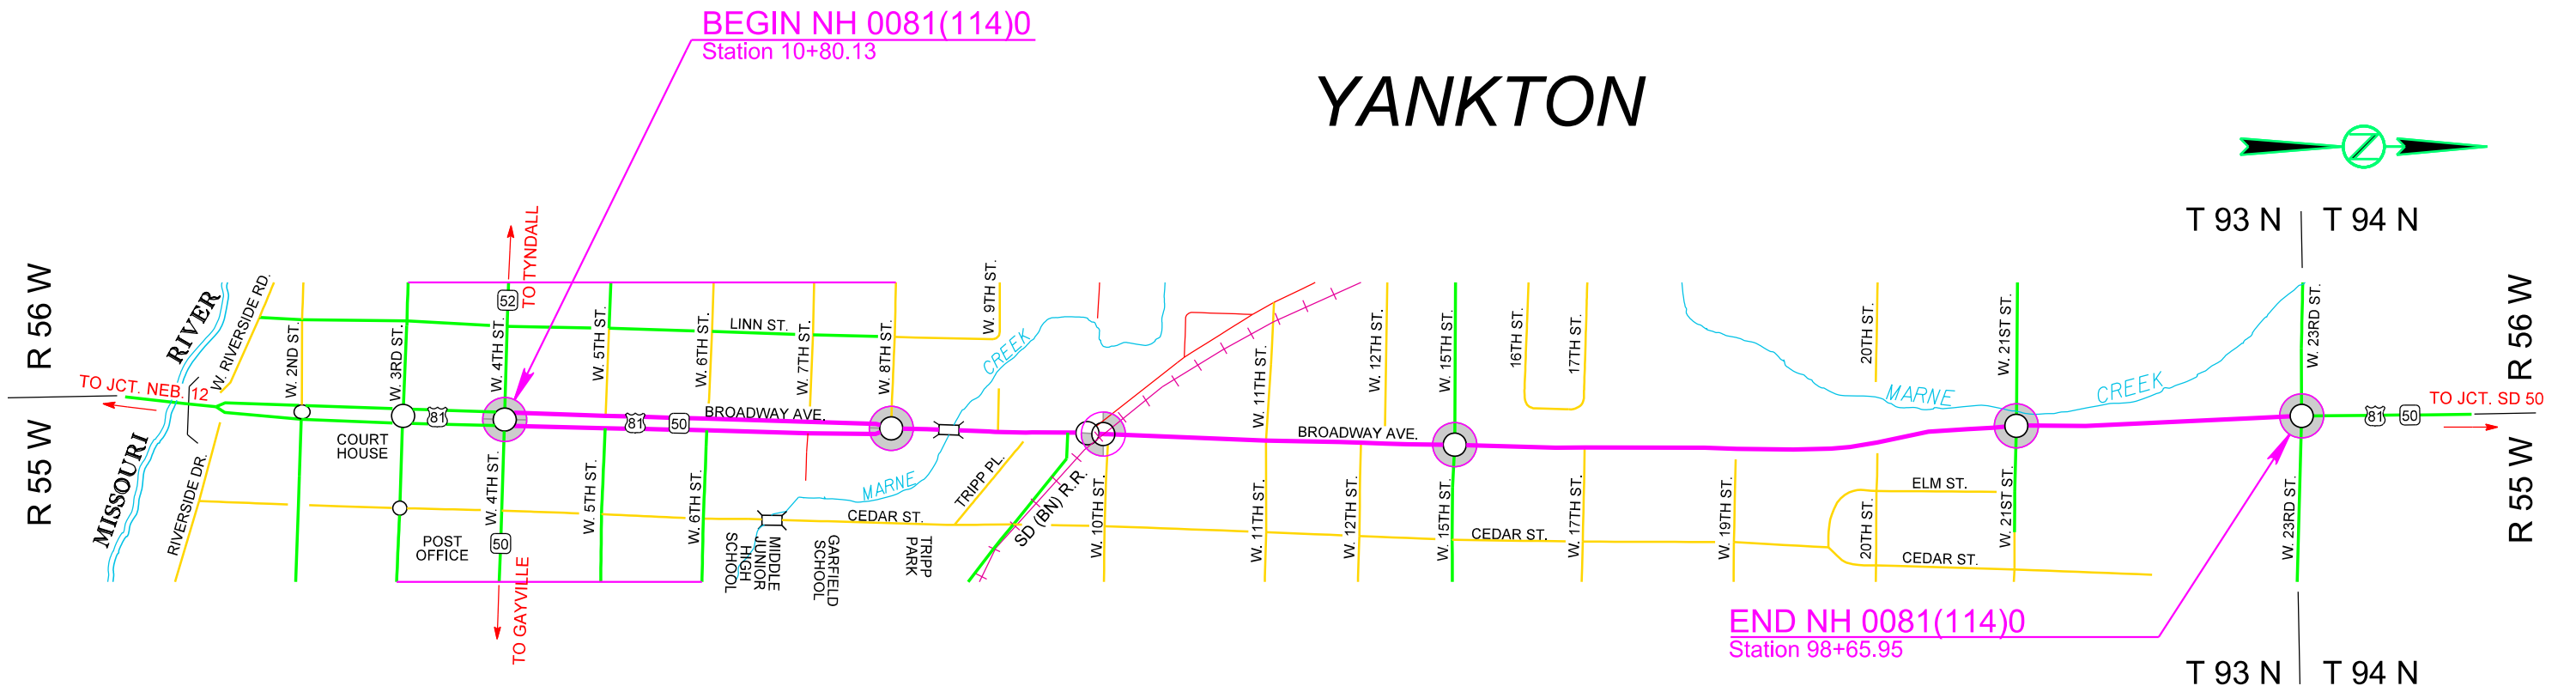 BEGIN NH 0081(114)0
Station 10+80.13
YANKTON
Z
T 93 N
T 94 N
R 56 W
R 55 W
MISSOURI
RIVER
TO JCT. NEB. 12
W. RIVERSIDE RD.
RIVERSIDE DR.
W. 2ND ST.
W. 3RD ST.
81
COURT
HOUSE
POST
OFFICE
TO TYNDALL
52
W. 4TH ST.
W. 4TH ST.
50
TO GAYVILLE
W. 5TH ST.
W. 5TH ST.
81
50
W. 6TH ST.
W. 6TH ST.
LINN ST.
BROADWAY AVE.
W. 7TH ST.
W. 8TH ST.
MIDDLE
JUNIOR
HIGH
SCHOOL
GARFIELD
SCHOOL
CEDAR ST.
MARNE
CREEK
W. 9TH ST.
TRIPP
PARK
TRIPP PL.
SD (BN) R.R.
W. 10TH ST.
W. 11TH ST.
W. 11TH ST.
BROADWAY AVE.
W. 12TH ST.
W. 12TH ST.
W. 15TH ST.
W. 15TH ST.
CEDAR ST.
16TH ST.
17TH ST.
W. 17TH ST.
W. 19TH ST.
20TH ST.
20TH ST.
MARNE
CREEK
ELM ST.
CEDAR ST.
W. 21ST ST.
W. 21ST ST.
W. 23RD ST.
W. 23RD ST.
TO JCT. SD 50
81
50
R 56 W
R 55 W
END NH 0081(114)0
Station 98+65.95
T 93 N
T 94 N